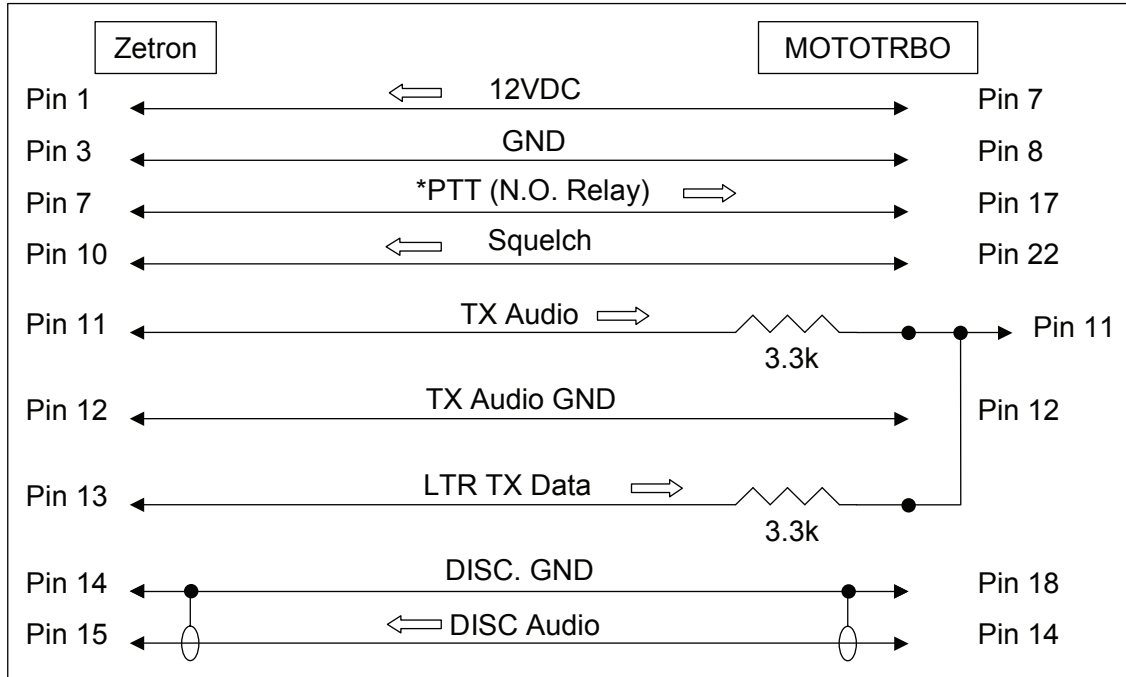 Zetron MOTOTRBO
Pin 1 12VDC Pin 7
Pin 3 GND Pin 8
Pin 7 *PTT (N.O. Relay) Pin 17
Pin 10 Squelch Pin 22
Pin 11 TX Audio 3.3k Pin 11
Pin 12 TX Audio GND Pin 12
Pin 13 LTR TX Data 3.3k
Pin 14 DISC. GND Pin 18
Pin 15 DISC Audio Pin 14